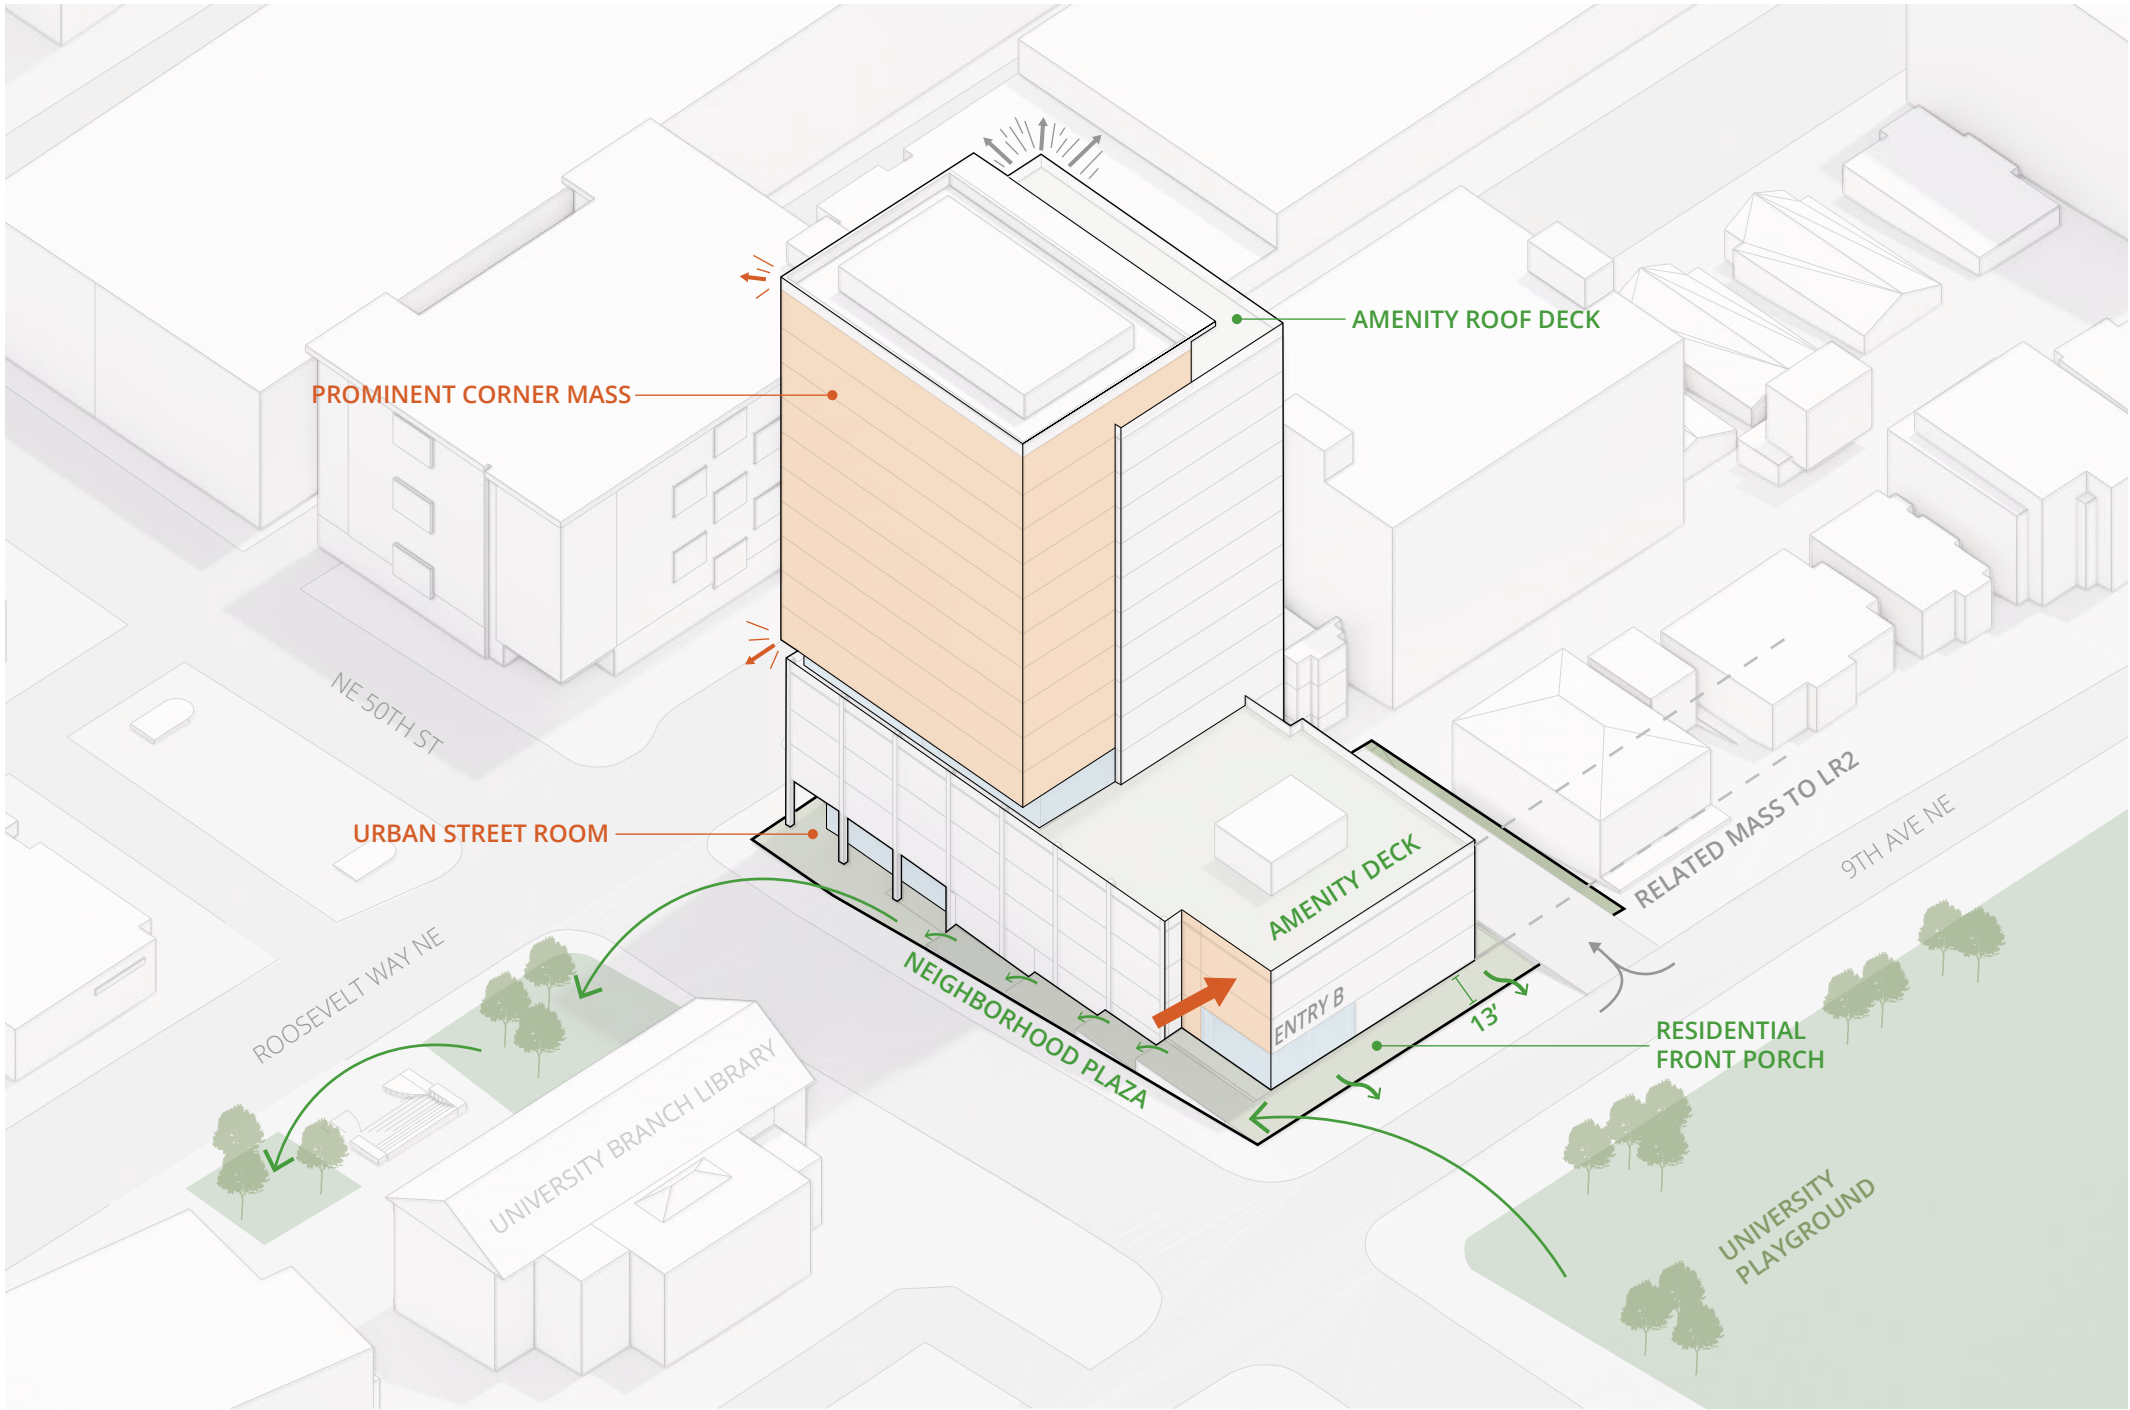 AMENITY ROOF DECK
PROMINENT CORNER MASS
NE 50TH ST
RELATED MASS TO LR2
9TH AVE NE
URBAN STREET ROOM
AMENITY DECK
ROOSEVELT WAY NE
NEIGHBORHOOD PLAZA
ENTRY B
13'
RESIDENTIAL
FRONT PORCH
UNIVERSITY BRANCH LIBRARY
UNIVERSITY
PLAYGROUND